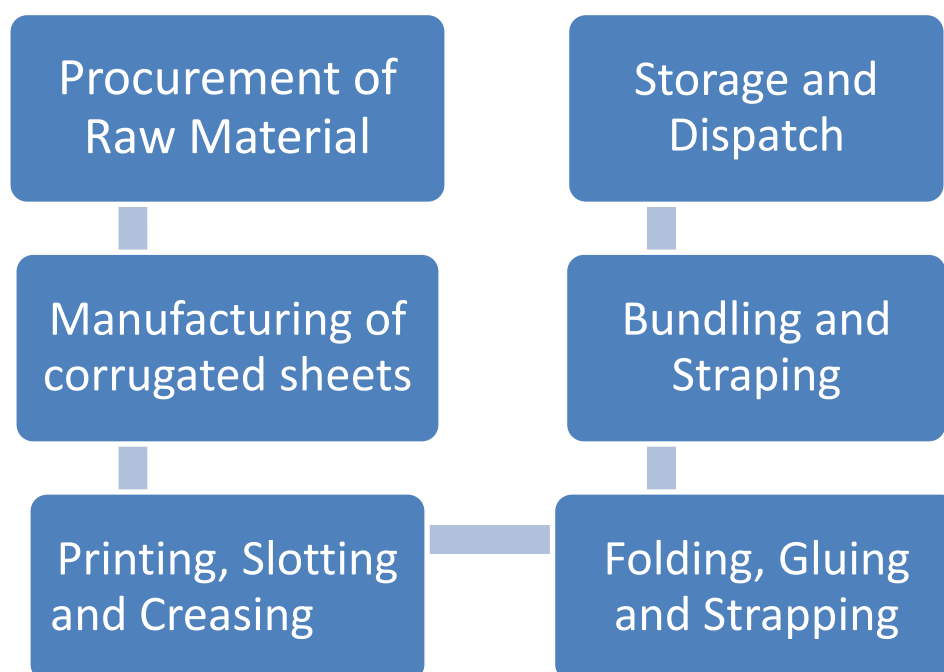 Procurement of
Raw Material
Manufacturing of
corrugated sheets
Printing, Slotting
and Creasing
Folding, Gluing
and Strapping
Bundling and
Straping
Storage and
Dispatch